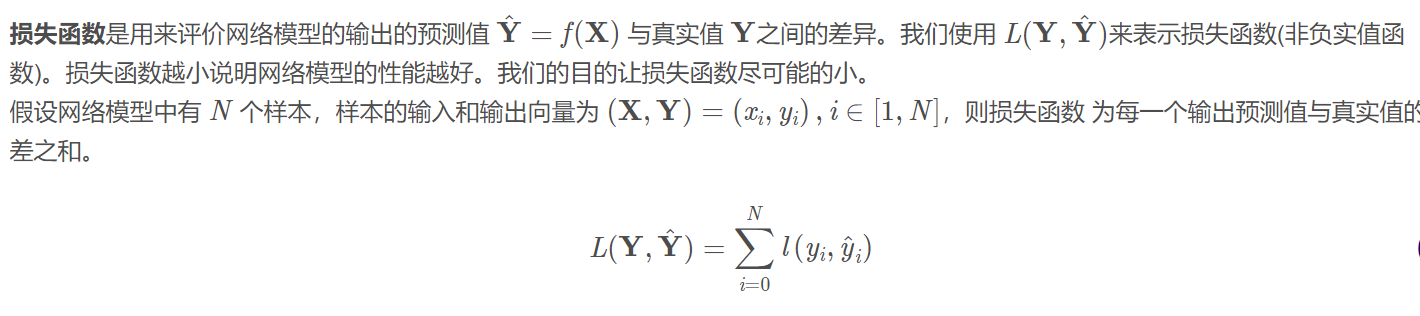 损失函数是用来评价网络模型的输出的预测值 Ŷ = f(X) 与真实值 Y之间的差异。我们使用 L(Y, Ŷ)来表示损失函数(非负实值函
数)。损失函数越小说明网络模型的性能越好。我们的目的让损失函数尽可能的小。
假设网络模型中有 N 个样本，样本的输入和输出向量为 (X, Y) = (xᵢ, yᵢ) , i ∈ [1, N]，则损失函数 为每一个输出预测值与真实值的
差之和。
L(Y, Ŷ) = ∑_{i=0}^{N} l (yᵢ, ŷᵢ)